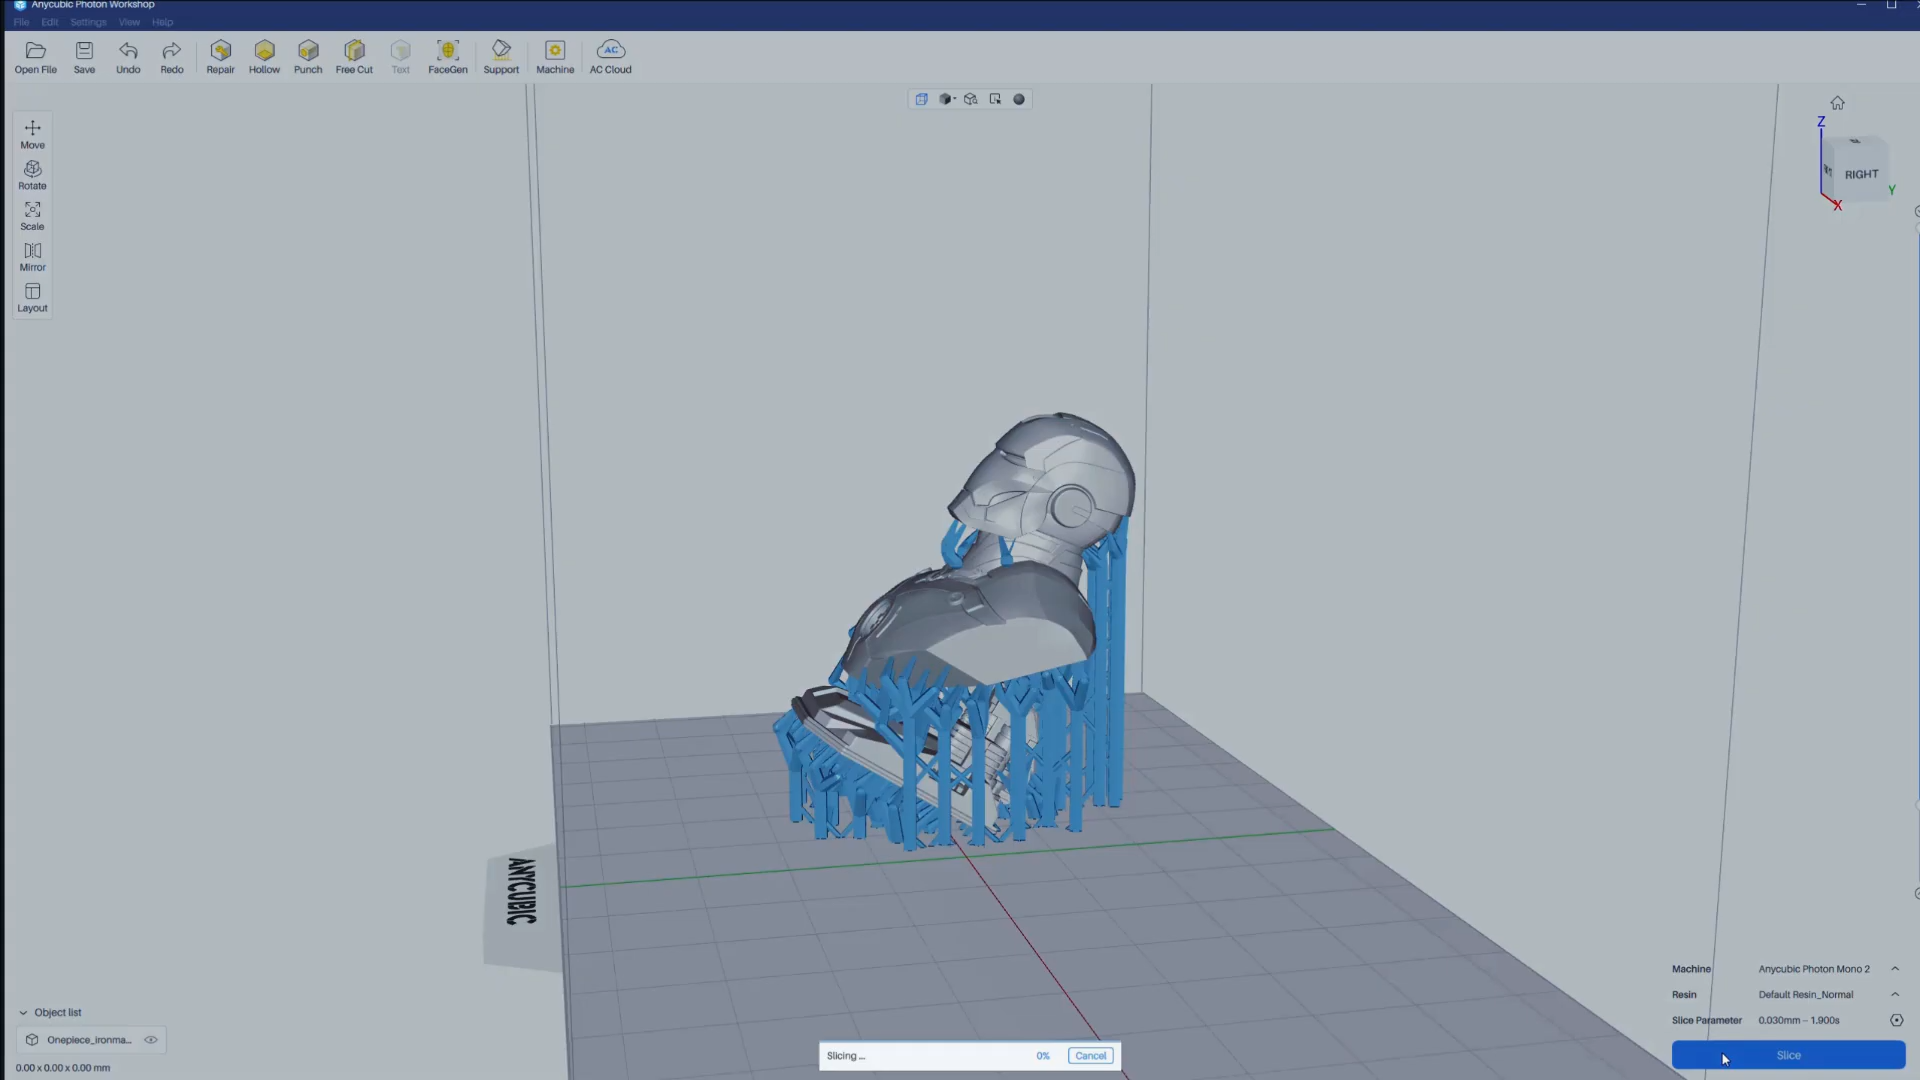 Anycubic Photon Workshop
File Edit Settings View Help
Open File Save Undo Redo Repair Hollow Punch Free Cut Text FaceGen Support Machine AC Cloud
AC
Move
Rotate
Scale
Mirror
Layout
Z
RIGHT
Y
X
ANYCUBIC
Machine Anycubic Photon Mono 2
Resin Default Resin_Normal
Slice Parameter 0.030mm – 1.900s
Slice
Object list
Onepiece_ironma...
0.00 x 0.00 x 0.00 mm
Slicing ... 0% Cancel